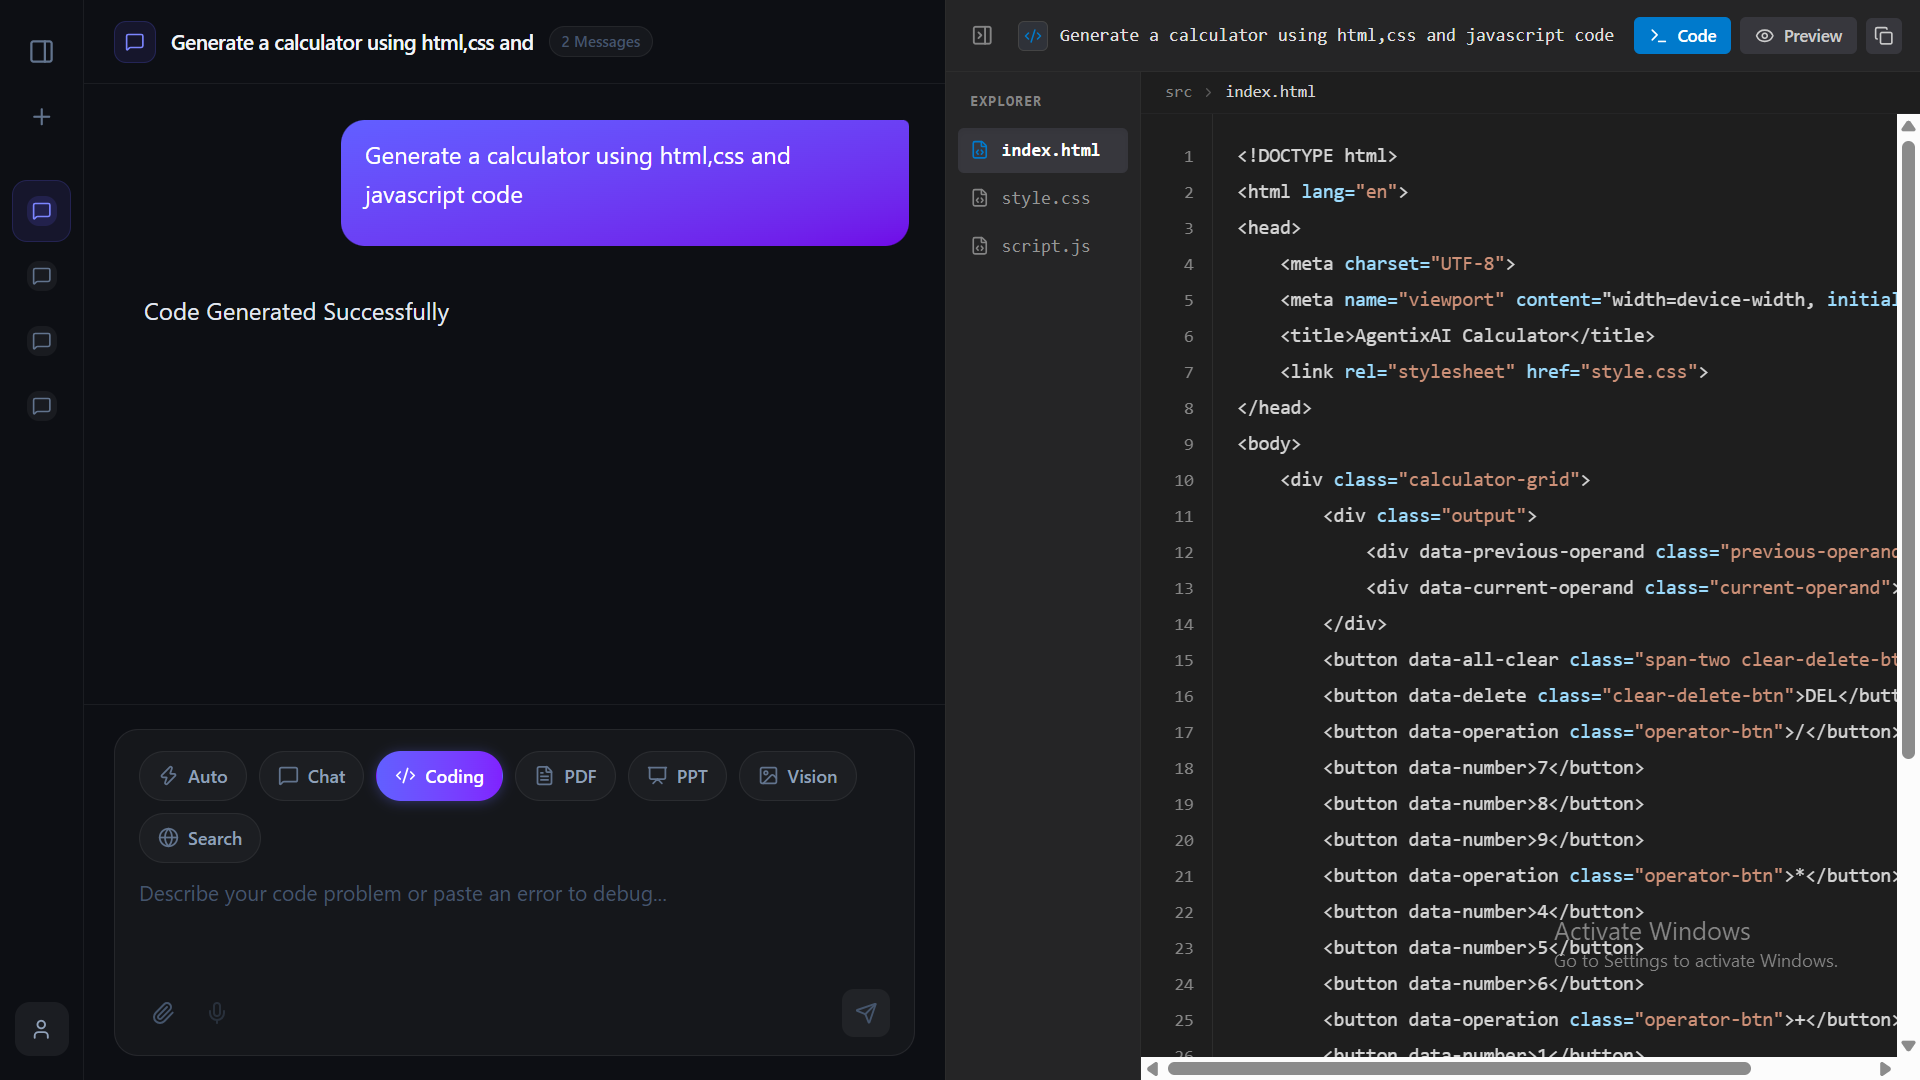 Generate a calculator using html,css and
2 Messages
Generate a calculator using html,css and
javascript code
Code Generated Successfully
Auto
Chat
Coding
PDF
PPT
Vision
Search
Describe your code problem or paste an error to debug...
Generate a calculator using html,css and javascript code
Code
Preview
EXPLORER
index.html
style.css
script.js
src > index.html
1 <!DOCTYPE html>
2 <html lang="en">
3 <head>
4 <meta charset="UTF-8">
5 <meta name="viewport" content="width=device-width, initial
6 <title>AgentixAI Calculator</title>
7 <link rel="stylesheet" href="style.css">
8 </head>
9 <body>
10 <div class="calculator-grid">
11 <div class="output">
12 <div data-previous-operand class="previous-operand
13 <div data-current-operand class="current-operand">
14 </div>
15 <button data-all-clear class="span-two clear-delete-bt
16 <button data-delete class="clear-delete-btn">DEL</butt
17 <button data-operation class="operator-btn">/</button>
18 <button data-number>7</button>
19 <button data-number>8</button>
20 <button data-number>9</button>
21 <button data-operation class="operator-btn">*</button>
22 <button data-number>4</button>
23 <button data-number>5</button>
24 <button data-number>6</button>
25 <button data-operation class="operator-btn">+</button>
26 <button data-number>1</button>
Activate Windows
Go to Settings to activate Windows.